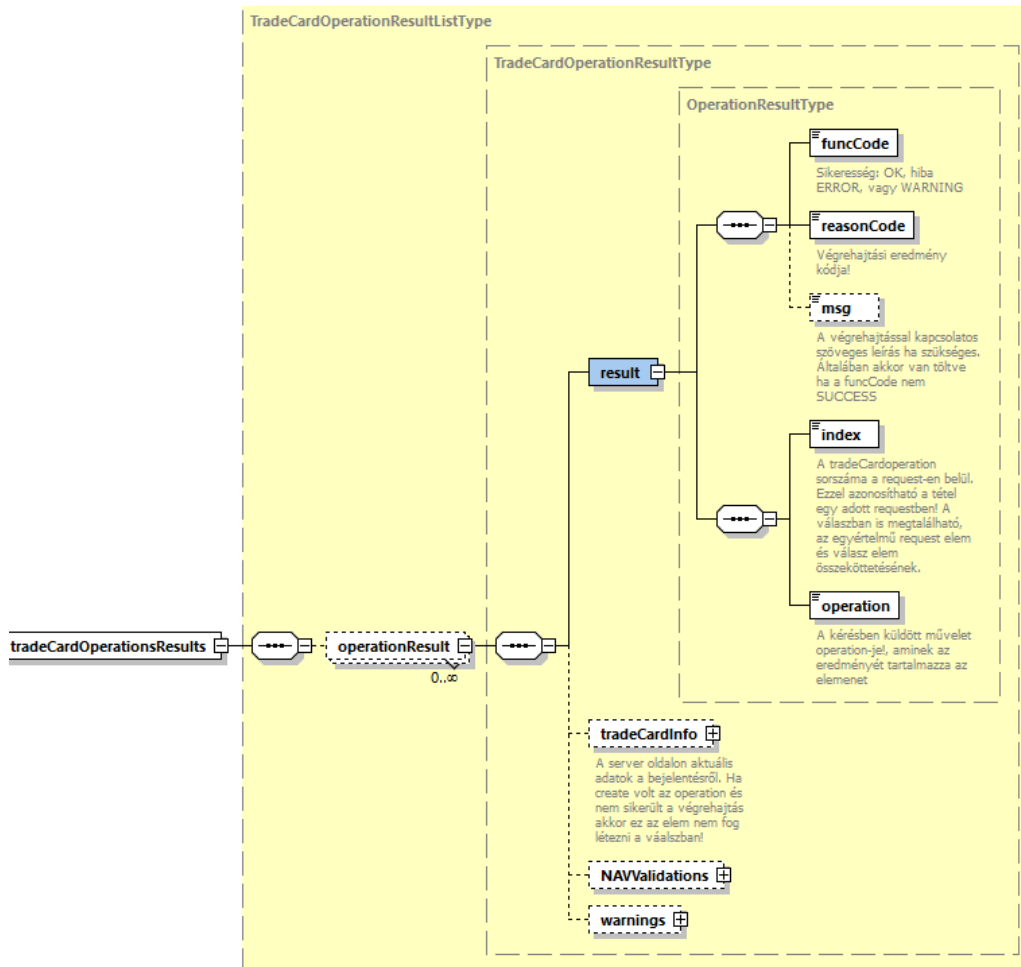 TradeCardOperationResultListType
TradeCardOperationResultType
OperationResultType
funcCode
Sikeresség: OK, hiba
ERROR, vagy WARNING
reasonCode
Végrehajtási eredmény
kódja!
msg
A végrehajtással kapcsolatos
szöveges leírás ha szükséges.
Általában akkor van töltve
ha a funcCode nem
SUCCESS
result
index
A tradeCardoperation
sorszáma a request-en belül.
Ezzel azonosítható a tétel
egy adott requestben! A
válaszban is megtalálható,
az egyértelmű request elem
és válasz elem
összeköttetésének.
operation
A kérésben küldött művelet
operation-je!, aminek az
eredményét tartalmazza az
elemenet
tradeCardOperationsResults
operationResult
0..∞
tradeCardInfo
A server oldalon aktuális
adatok a bejelentésről. Ha
create volt az operation és
nem sikerült a végrehajtás
akkor ez az elem nem fog
létezni a váalszban!
NAVValidations
warnings